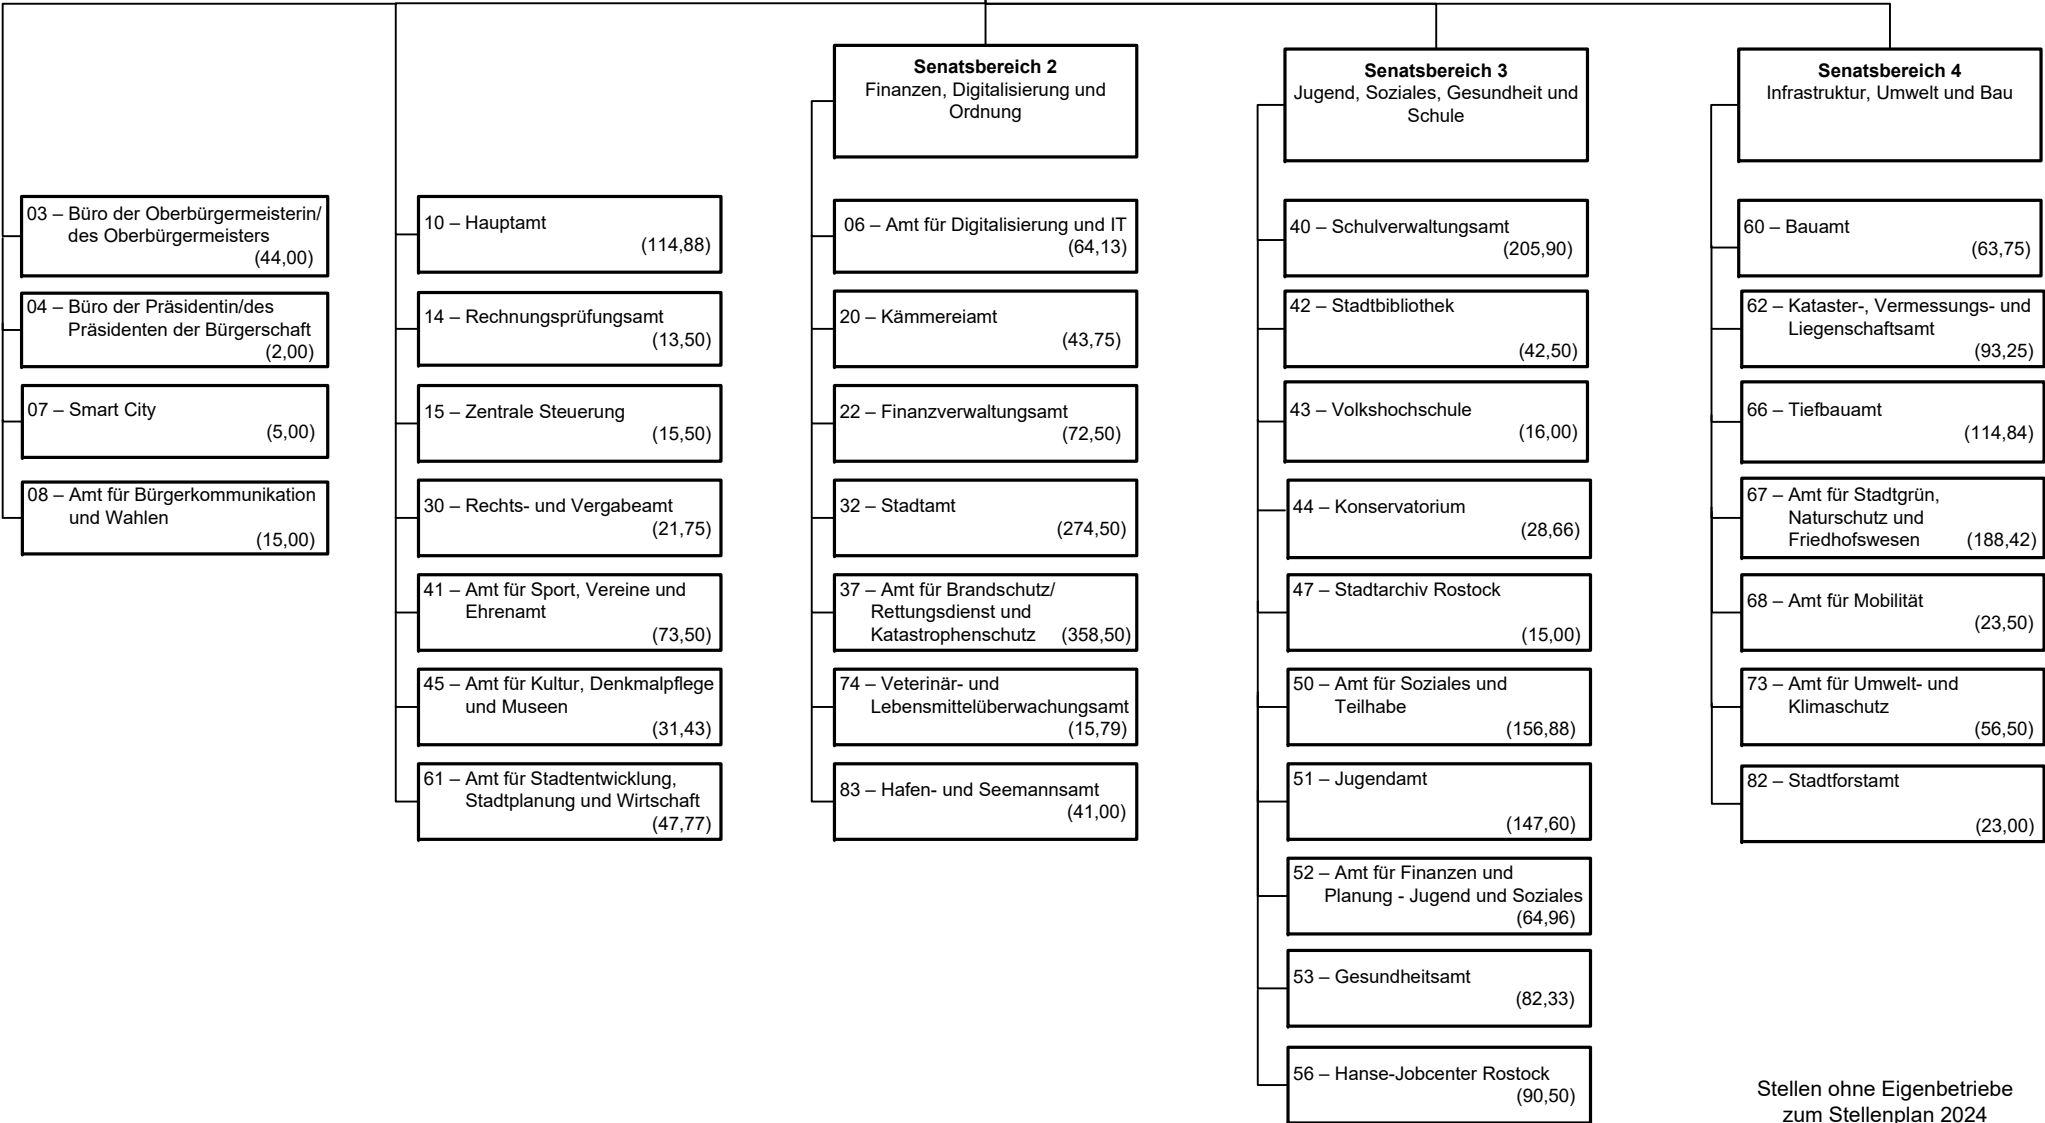 Senatsbereich 2
Finanzen, Digitalisierung und
Ordnung
Senatsbereich 3
Jugend, Soziales, Gesundheit und
Schule
Senatsbereich 4
Infrastruktur, Umwelt und Bau
03 – Büro der Oberbürgermeisterin/
des Oberbürgermeisters
(44,00)
04 – Büro der Präsidentin/des
Präsidenten der Bürgerschaft
(2,00)
07 – Smart City
(5,00)
08 – Amt für Bürgerkommunikation
und Wahlen
(15,00)
10 – Hauptamt
(114,88)
14 – Rechnungsprüfungsamt
(13,50)
15 – Zentrale Steuerung
(15,50)
30 – Rechts- und Vergabeamt
(21,75)
41 – Amt für Sport, Vereine und
Ehrenamt
(73,50)
45 – Amt für Kultur, Denkmalpflege
und Museen
(31,43)
61 – Amt für Stadtentwicklung,
Stadtplanung und Wirtschaft
(47,77)
06 – Amt für Digitalisierung und IT
(64,13)
20 – Kämmereiamt
(43,75)
22 – Finanzverwaltungsamt
(72,50)
32 – Stadtamt
(274,50)
37 – Amt für Brandschutz/
Rettungsdienst und
Katastrophenschutz (358,50)
74 – Veterinär- und
Lebensmittelüberwachungsamt
(15,79)
83 – Hafen- und Seemannsamt
(41,00)
40 – Schulverwaltungsamt
(205,90)
42 – Stadtbibliothek
(42,50)
43 – Volkshochschule
(16,00)
44 – Konservatorium
(28,66)
47 – Stadtarchiv Rostock
(15,00)
50 – Amt für Soziales und
Teilhabe
(156,88)
51 – Jugendamt
(147,60)
52 – Amt für Finanzen und
Planung - Jugend und Soziales
(64,96)
53 – Gesundheitsamt
(82,33)
56 – Hanse-Jobcenter Rostock
(90,50)
60 – Bauamt
(63,75)
62 – Kataster-, Vermessungs- und
Liegenschaftsamt
(93,25)
66 – Tiefbauamt
(114,84)
67 – Amt für Stadtgrün,
Naturschutz und
Friedhofswesen (188,42)
68 – Amt für Mobilität
(23,50)
73 – Amt für Umwelt- und
Klimaschutz
(56,50)
82 – Stadtforstamt
(23,00)
Stellen ohne Eigenbetriebe
zum Stellenplan 2024